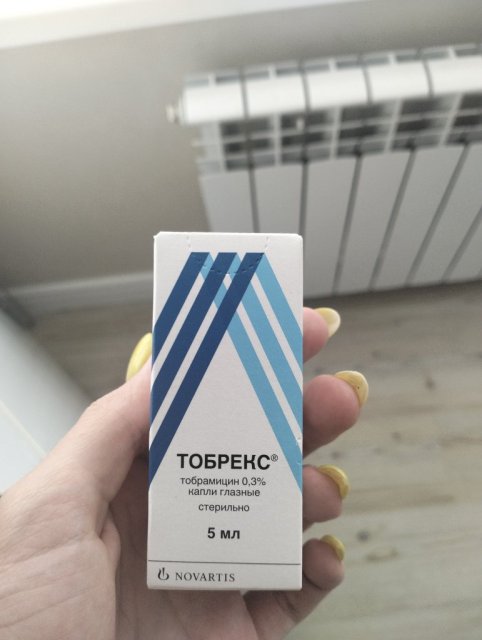 ТОБРЕКС®
тобрамицин 0,3%
капли глазные
стерильно
5 мл
NOVARTIS